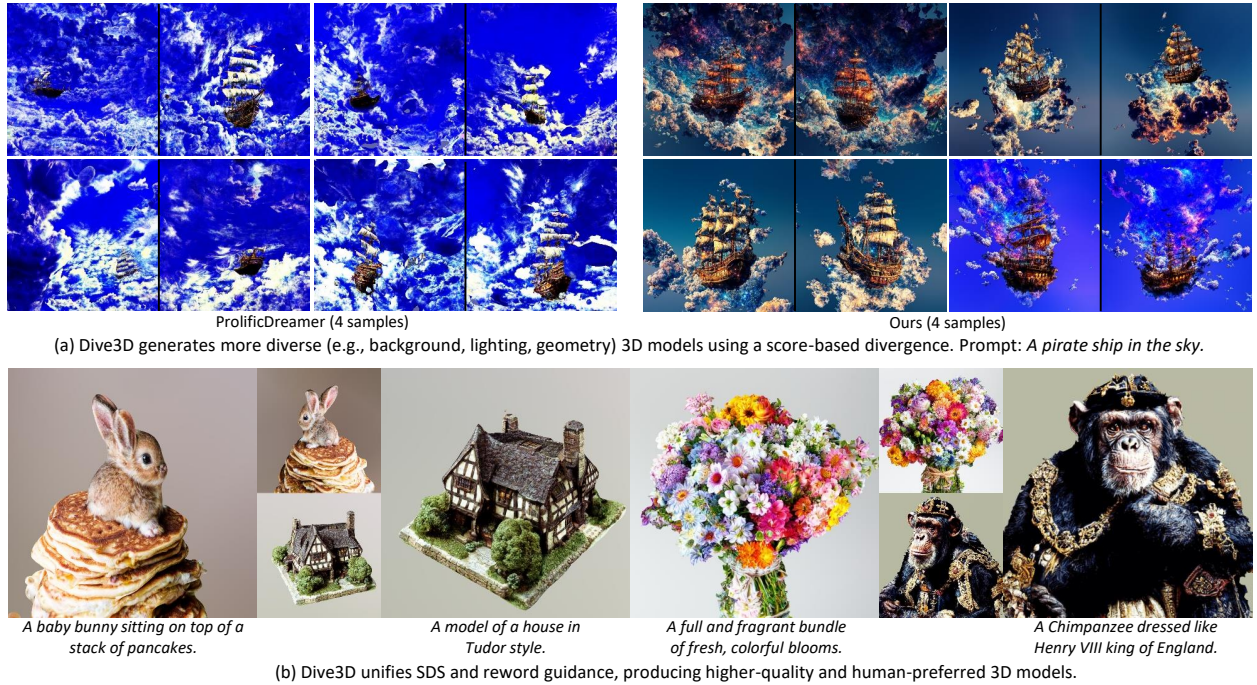 ProlificDreamer (4 samples)
Ours (4 samples)
(a) Dive3D generates more diverse (e.g., background, lighting, geometry) 3D models using a score-based divergence. Prompt: A pirate ship in the sky.
A baby bunny sitting on top of a
stack of pancakes.
A model of a house in
Tudor style.
A full and fragrant bundle
of fresh, colorful blooms.
A Chimpanzee dressed like
Henry VIII king of England.
(b) Dive3D unifies SDS and reword guidance, producing higher-quality and human-preferred 3D models.